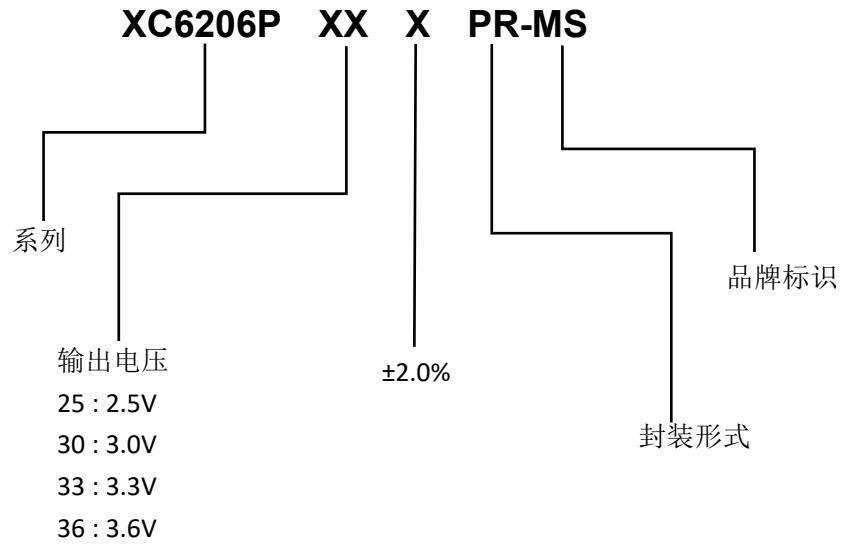 XC6206P XX X PR-MS
系列
品牌标识
输出电压
±2.0%
25 : 2.5V
30 : 3.0V
33 : 3.3V
36 : 3.6V
封装形式